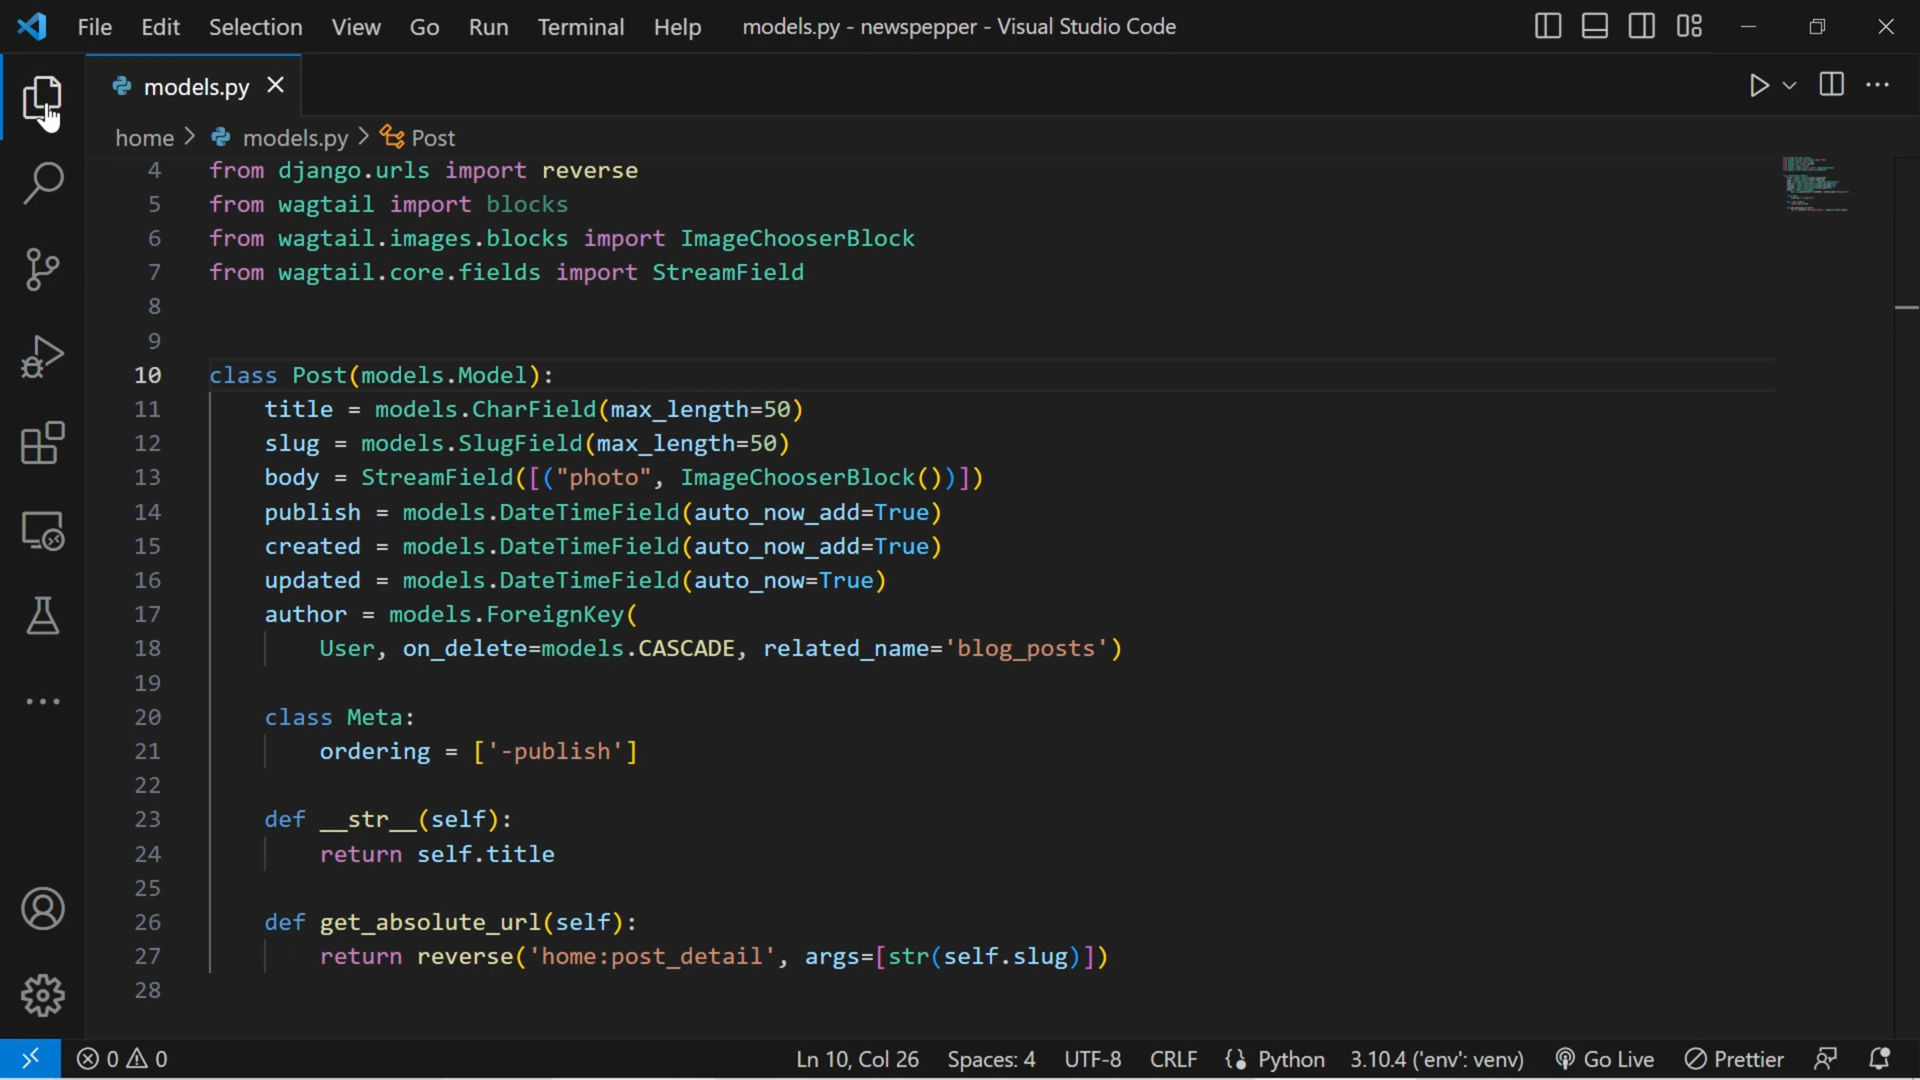 File Edit Selection View Go Run Terminal Help models.py - newspepper - Visual Studio Code
models.py
home > models.py > Post
4 from django.urls import reverse
5 from wagtail import blocks
6 from wagtail.images.blocks import ImageChooserBlock
7 from wagtail.core.fields import StreamField
8
9
10 class Post(models.Model):
11     title = models.CharField(max_length=50)
12     slug = models.SlugField(max_length=50)
13     body = StreamField([("photo", ImageChooserBlock())])
14     publish = models.DateTimeField(auto_now_add=True)
15     created = models.DateTimeField(auto_now_add=True)
16     updated = models.DateTimeField(auto_now=True)
17     author = models.ForeignKey(
18         User, on_delete=models.CASCADE, related_name='blog_posts')
19
20     class Meta:
21         ordering = ['-publish']
22
23     def __str__(self):
24         return self.title
25
26     def get_absolute_url(self):
27         return reverse('home:post_detail', args=[str(self.slug)])
28
0 0 Ln 10, Col 26 Spaces: 4 UTF-8 CRLF Python 3.10.4 ('env': venv) Go Live Prettier